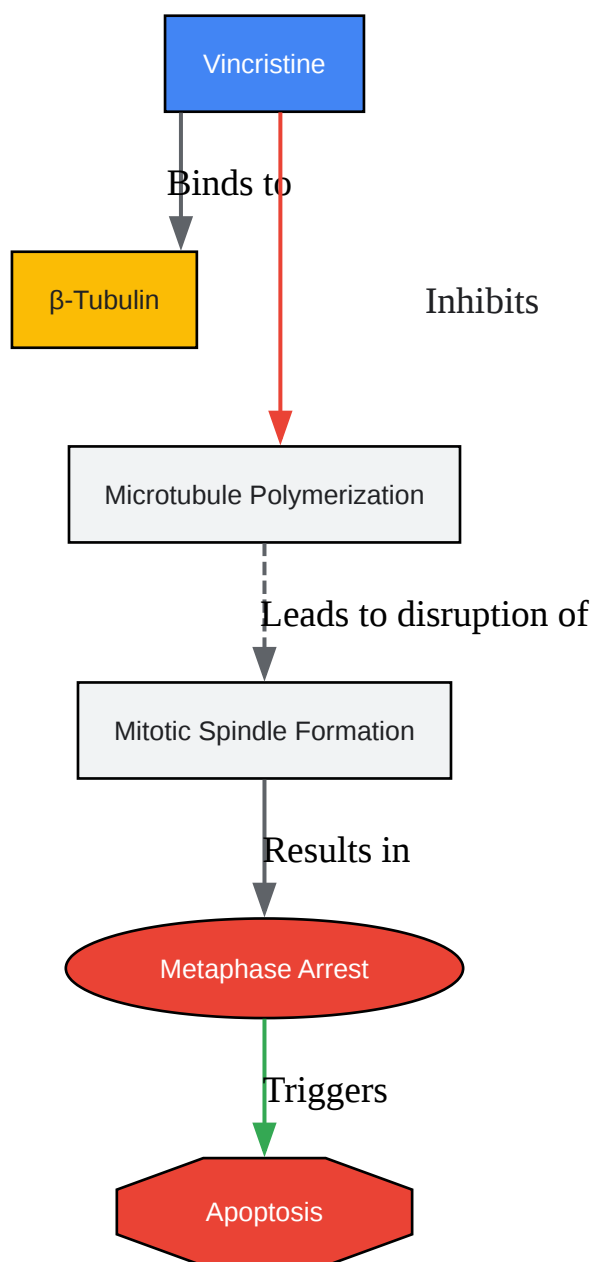 Vincristine
Binds to
β-Tubulin
Inhibits
Microtubule Polymerization
Leads to disruption of
Mitotic Spindle Formation
Results in
Metaphase Arrest
Triggers
Apoptosis